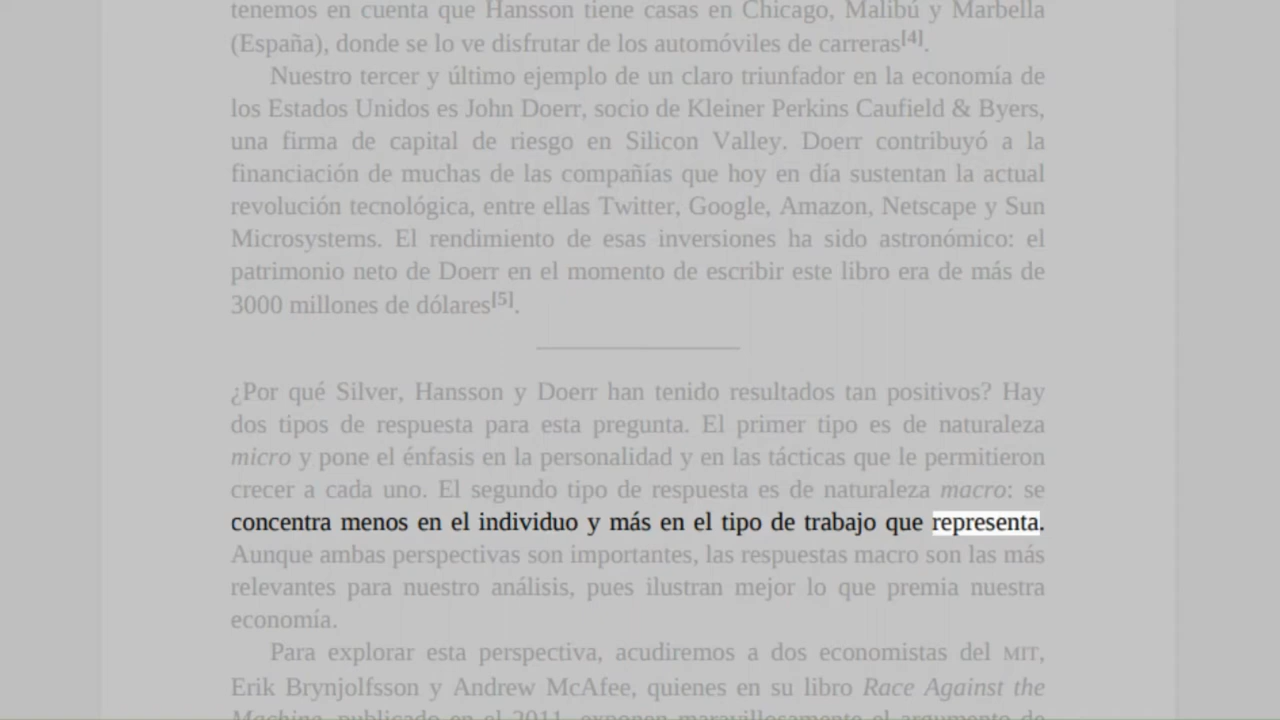 tenemos en cuenta que Hansson tiene casas en Chicago, Malibú y Marbella
(España), donde se lo ve disfrutar de los automóviles de carreras[4].
Nuestro tercer y último ejemplo de un claro triunfador en la economía de
los Estados Unidos es John Doerr, socio de Kleiner Perkins Caufield & Byers,
una firma de capital de riesgo en Silicon Valley. Doerr contribuyó a la
financiación de muchas de las compañías que hoy en día sustentan la actual
revolución tecnológica, entre ellas Twitter, Google, Amazon, Netscape y Sun
Microsystems. El rendimiento de esas inversiones ha sido astronómico: el
patrimonio neto de Doerr en el momento de escribir este libro era de más de
3000 millones de dólares[5].
¿Por qué Silver, Hansson y Doerr han tenido resultados tan positivos? Hay
dos tipos de respuesta para esta pregunta. El primer tipo es de naturaleza
micro y pone el énfasis en la personalidad y en las tácticas que le permitieron
crecer a cada uno. El segundo tipo de respuesta es de naturaleza macro: se
concentra menos en el individuo y más en el tipo de trabajo que representa.
Aunque ambas perspectivas son importantes, las respuestas macro son las más
relevantes para nuestro análisis, pues ilustran mejor lo que premia nuestra
economía.
Para explorar esta perspectiva, acudiremos a dos economistas del MIT,
Erik Brynjolfsson y Andrew McAfee, quienes en su libro Race Against the
Machine, publicado en el 2011, exponen maravillosamente el argumento de